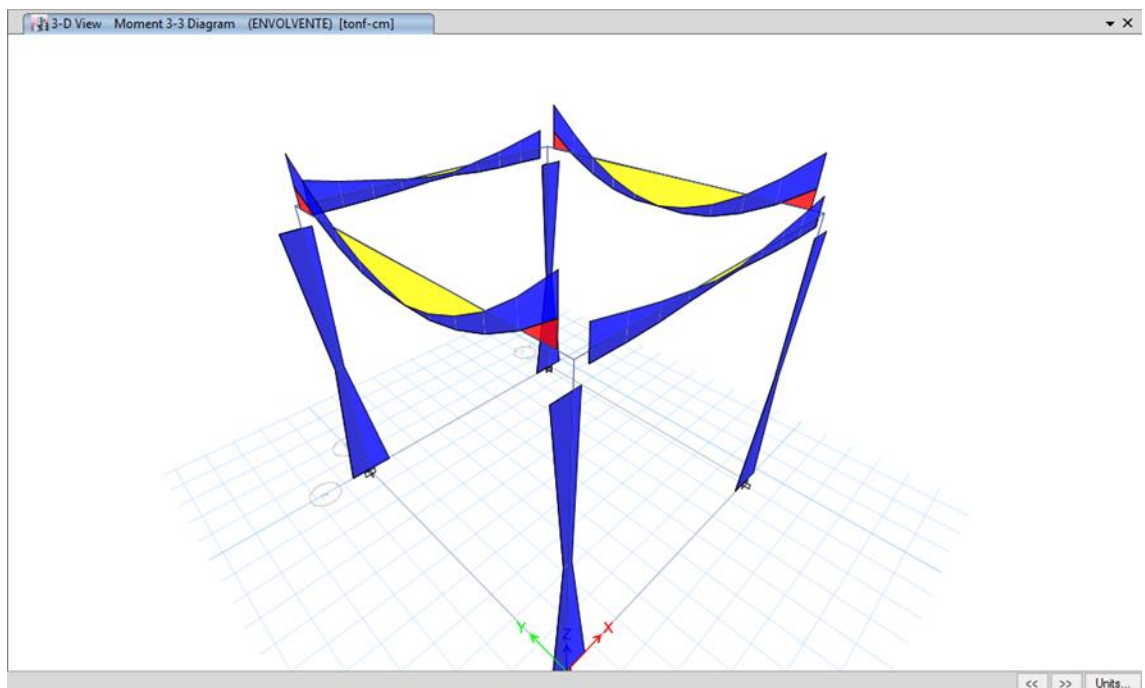 3-D View Moment 3-3 Diagram (ENVOLVENTE) [tonf-cm]
Y
Z
X
<< >> Units...